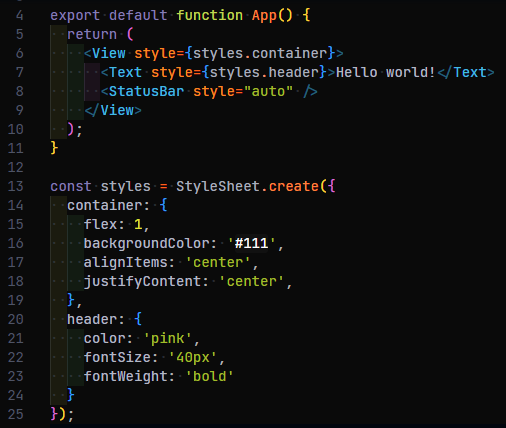 4 export default function App() {
5   return (
6     <View style={styles.container}>
7       <Text style={styles.header}>Hello world!</Text>
8       <StatusBar style="auto" />
9     </View>
10   );
11 }
12
13 const styles = StyleSheet.create({
14   container: {
15     flex: 1,
16     backgroundColor: '#111',
17     alignItems: 'center',
18     justifyContent: 'center',
19   },
20   header: {
21     color: 'pink',
22     fontSize: '40px',
23     fontWeight: 'bold'
24   }
25 });